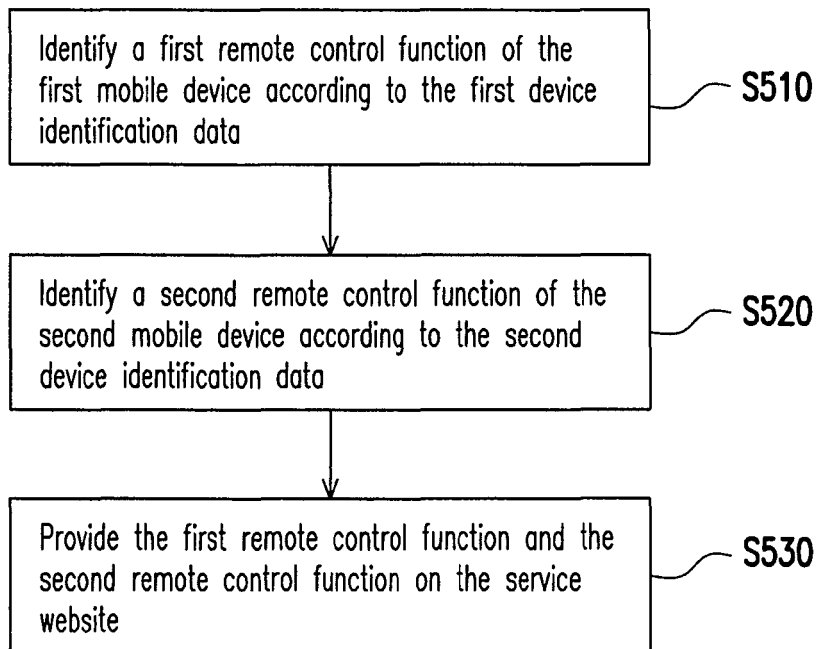 Identify a first remote control function of the
first mobile device according to the first device
identification data
S510
Identify a second remote control function of the
second mobile device according to the second
device identification data
S520
Provide the first remote control function and the
second remote control function on the service
website
S530